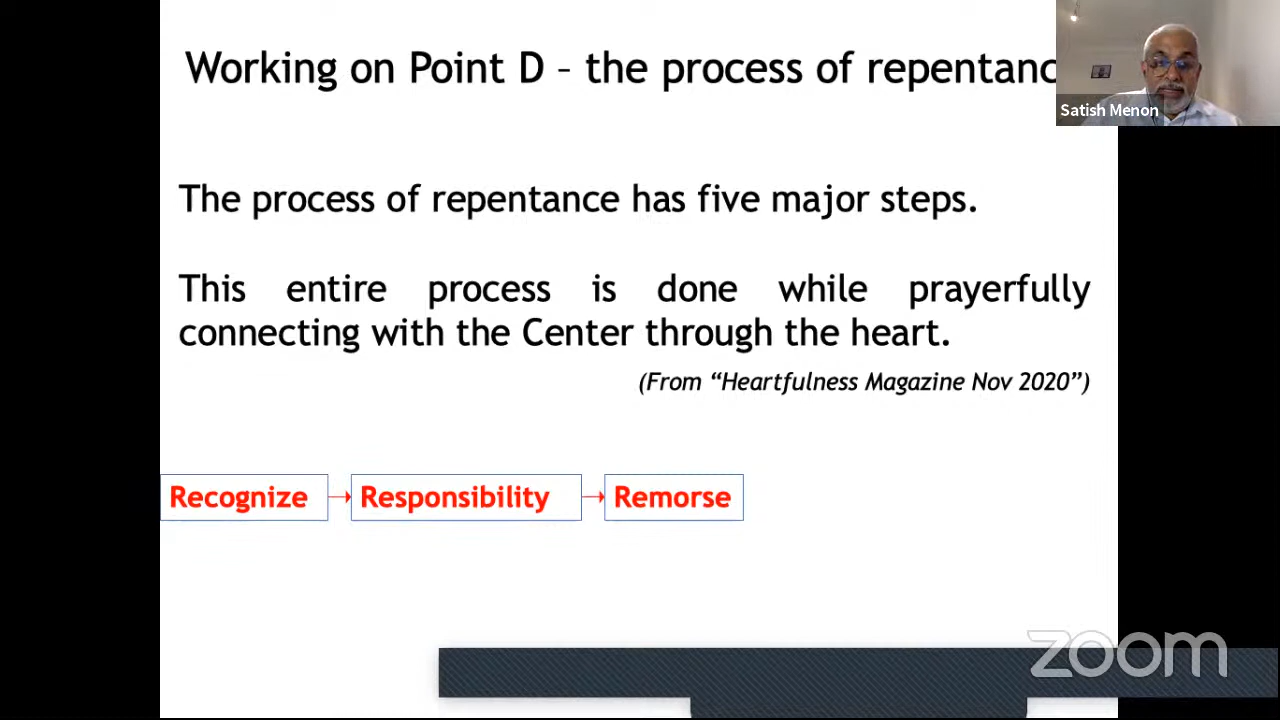 Working on Point D – the process of repentanc
Satish Menon
The process of repentance has five major steps.
This entire process is done while prayerfully
connecting with the Center through the heart.
(From “Heartfulness Magazine Nov 2020”)
Recognize Responsibility Remorse
zoom